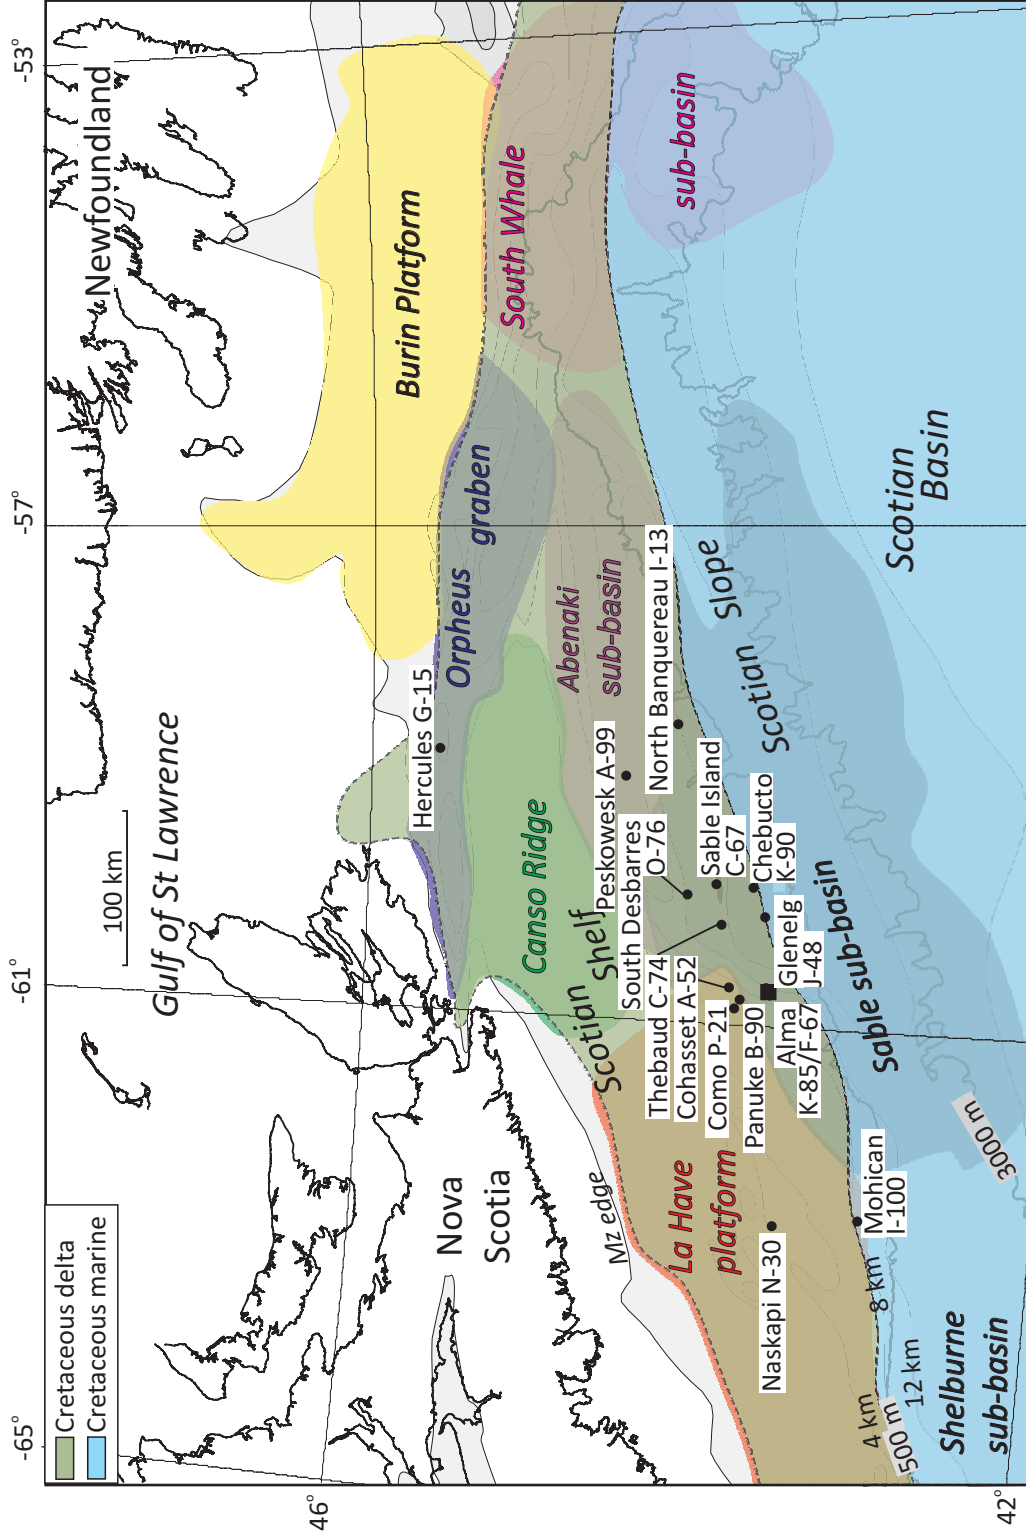 -65°
-61°
-57°
-53°
46°
42°
Cretaceous delta
Cretaceous marine
100 km
Gulf of St Lawrence
Newfoundland
Nova
Scotia
Burin Platform
Hercules G-15
Orpheus
graben
South Whale
sub-basin
Canso Ridge
Abenaki
sub-basin
Mz edge
Scotian
Shelf
La Have
platform
Peskowesk A-99
South Desbarres
O-76
North Banquereau I-13
Thebaud C-74
Cohasset A-52
Como P-21
Panuke B-90
Alma
K-85/F-67
Sable Island
C-67
Chebucto
K-90
Glenelg
J-48
Naskapi N-30
Mohican
I-100
Scotian
Slope
Sable sub-basin
Scotian
Basin
4 km
8 km
12 km
500 m
3000 m
Shelburne
sub-basin